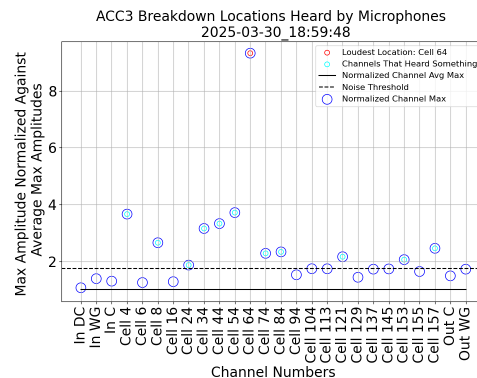 ACC3 Breakdown Locations Heard by Microphones
2025-03-30_18:59:48
Max Amplitude Normalized Against
Average Max Amplitudes
8
6
4
2
Loudest Location: Cell 64
Channels That Heard Something
Normalized Channel Avg Max
Noise Threshold
Normalized Channel Max
In DC
In WG
In C
Cell 4
Cell 6
Cell 8
Cell 16
Cell 24
Cell 34
Cell 44
Cell 54
Cell 64
Cell 74
Cell 84
Cell 94
Cell 104
Cell 113
Cell 121
Cell 129
Cell 137
Cell 145
Cell 153
Cell 155
Cell 157
Out C
Out WG
Channel Numbers